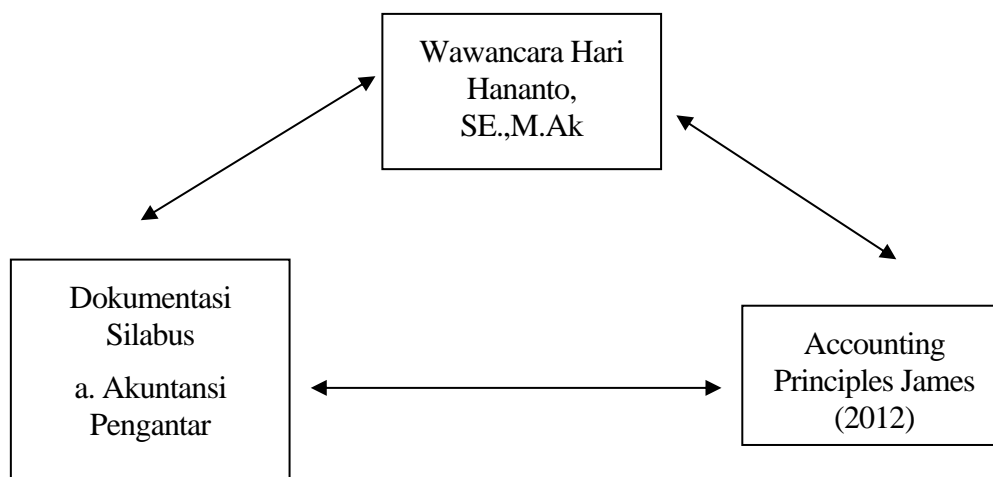 Wawancara Hari
Hananto,
SE.,M.Ak
Dokumentasi
Silabus
a. Akuntansi
Pengantar
Accounting
Principles James
(2012)